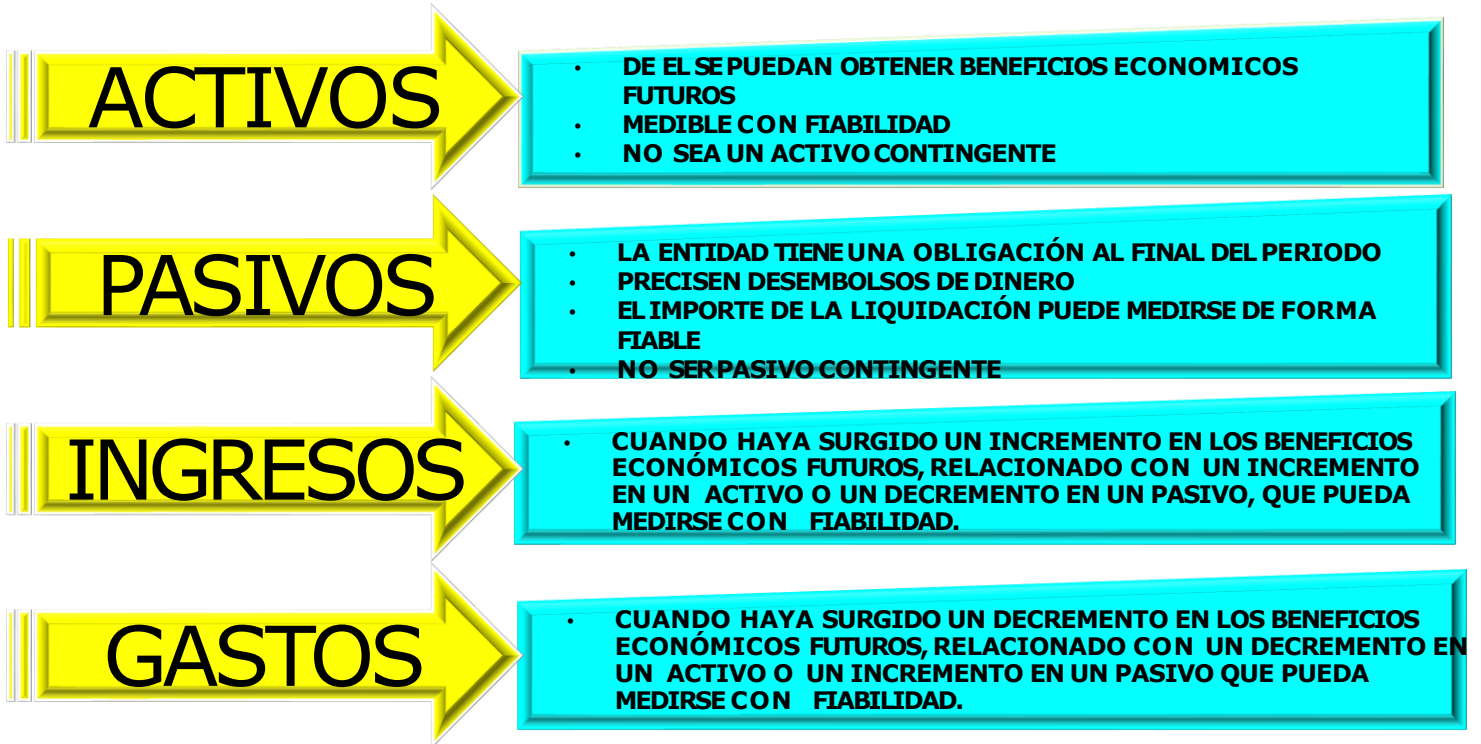 ACTIVOS
• DE EL SE PUEDAN OBTENER BENEFICIOS ECONOMICOS
FUTUROS
• MEDIBLE CON FIABILIDAD
• NO SEA UN ACTIVO CONTINGENTE
PASIVOS
• LA ENTIDAD TIENE UNA OBLIGACIÓN AL FINAL DEL PERIODO
• PRECISEN DESEMBOLSOS DE DINERO
• EL IMPORTE DE LA LIQUIDACIÓN PUEDE MEDIRSE DE FORMA
FIABLE
• NO SER PASIVO CONTINGENTE
INGRESOS
• CUANDO HAYA SURGIDO UN INCREMENTO EN LOS BENEFICIOS
ECONÓMICOS FUTUROS, RELACIONADO CON UN INCREMENTO
EN UN ACTIVO O UN DECREMENTO EN UN PASIVO, QUE PUEDA
MEDIRSE CON FIABILIDAD.
GASTOS
• CUANDO HAYA SURGIDO UN DECREMENTO EN LOS BENEFICIOS
ECONÓMICOS FUTUROS, RELACIONADO CON UN DECREMENTO EN
UN ACTIVO O UN INCREMENTO EN UN PASIVO QUE PUEDA
MEDIRSE CON FIABILIDAD.